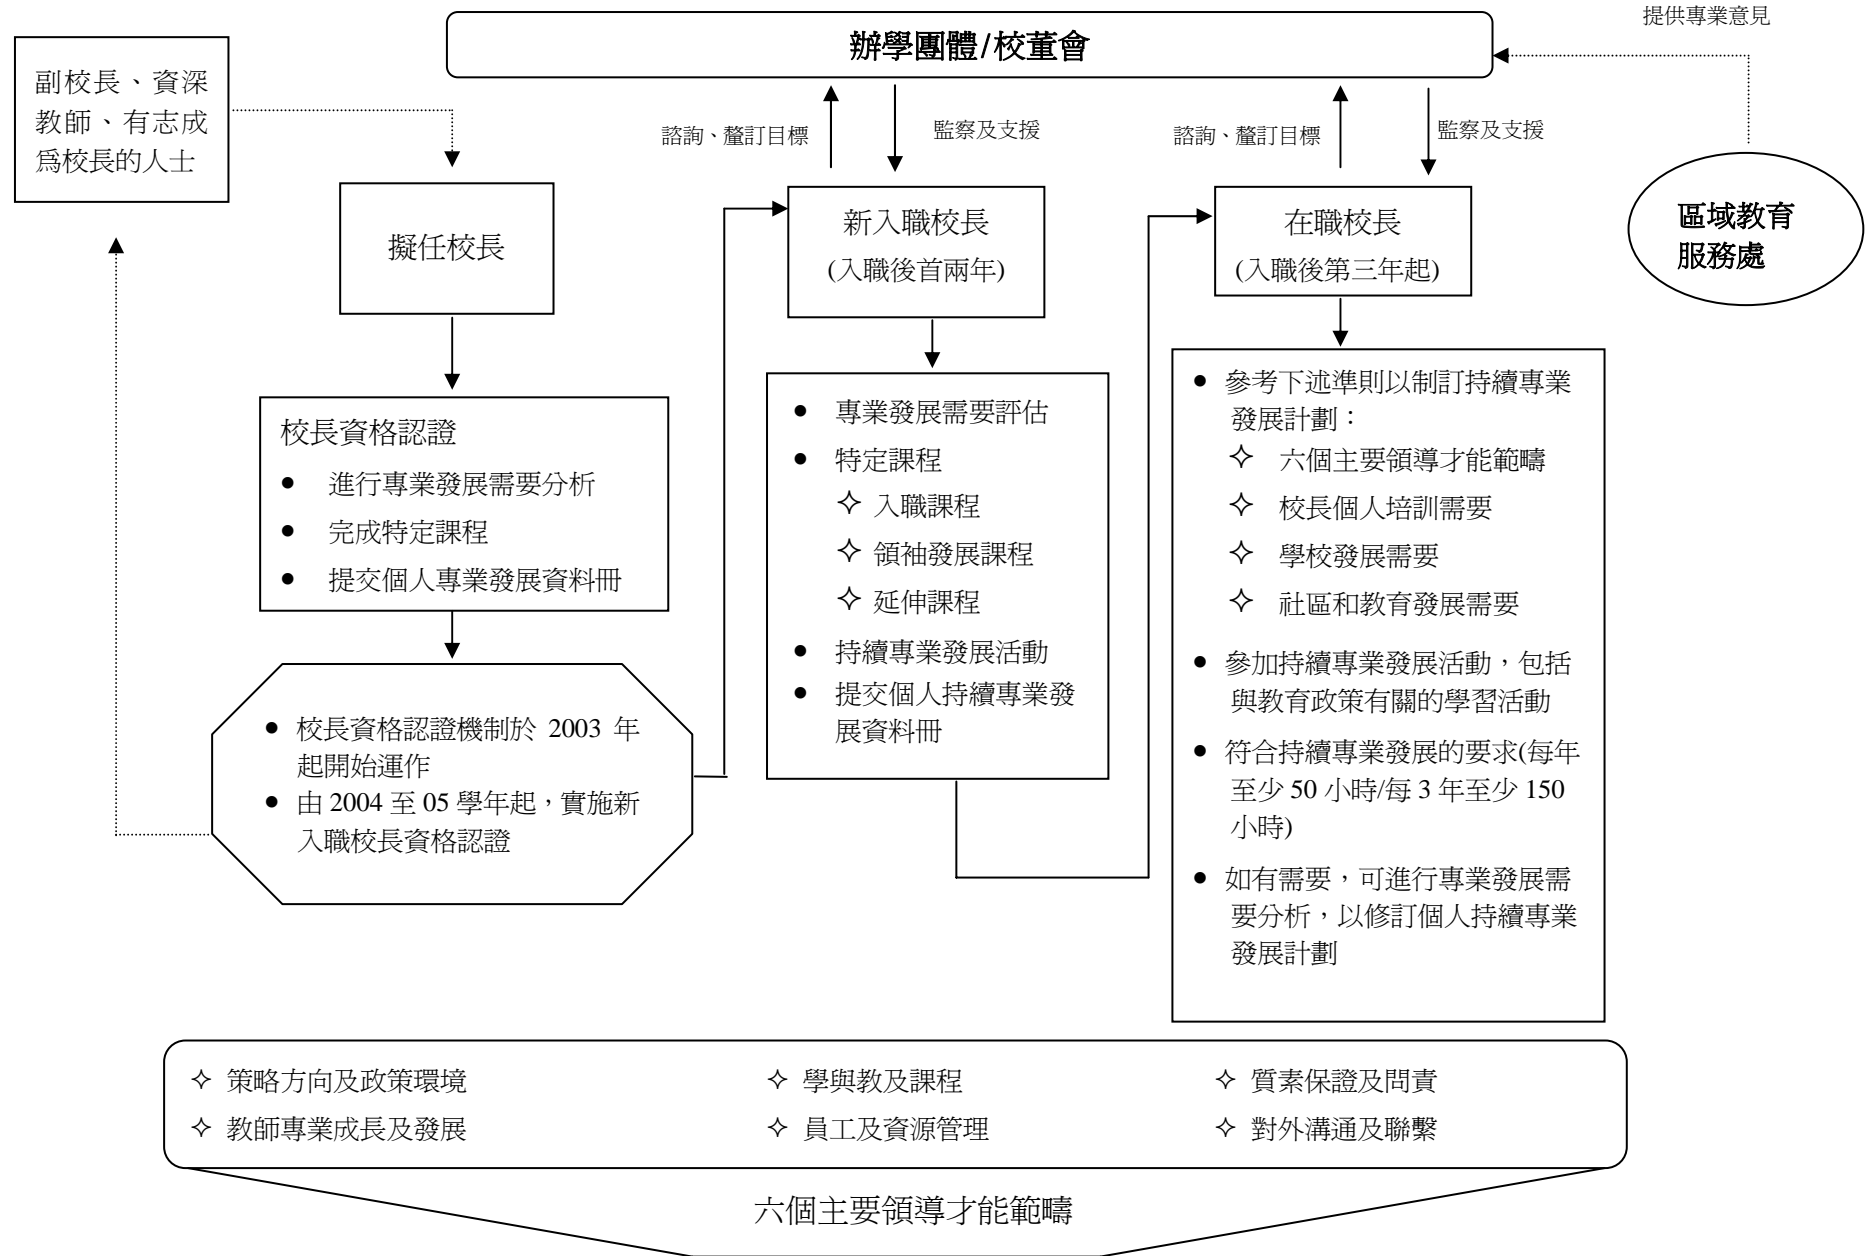 提供專業意見
辦學團體/校董會
副校長、資深
教師、有志成
爲校長的人士
諮詢、釐訂目標
監察及支援
諮詢、釐訂目標
監察及支援
擬任校長
新入職校長
(入職後首兩年)
在職校長
(入職後第三年起)
區域教育
服務處
校長資格認證
● 進行專業發展需要分析
● 完成特定課程
● 提交個人專業發展資料冊
● 校長資格認證機制於 2003 年
起開始運作
● 由 2004 至 05 學年起，實施新
入職校長資格認證
● 專業發展需要評估
● 特定課程
✧ 入職課程
✧ 領袖發展課程
✧ 延伸課程
● 持續專業發展活動
● 提交個人持續專業發
展資料冊
● 參考下述準則以制訂持續專業
發展計劃：
✧ 六個主要領導才能範疇
✧ 校長個人培訓需要
✧ 學校發展需要
✧ 社區和教育發展需要
● 參加持續專業發展活動，包括
與教育政策有關的學習活動
● 符合持續專業發展的要求(每年
至少 50 小時/每 3 年至少 150
小時)
● 如有需要，可進行專業發展需
要分析，以修訂個人持續專業
發展計劃
✧ 策略方向及政策環境
✧ 學與教及課程
✧ 質素保證及問責
✧ 教師專業成長及發展
✧ 員工及資源管理
✧ 對外溝通及聯繫
六個主要領導才能範疇